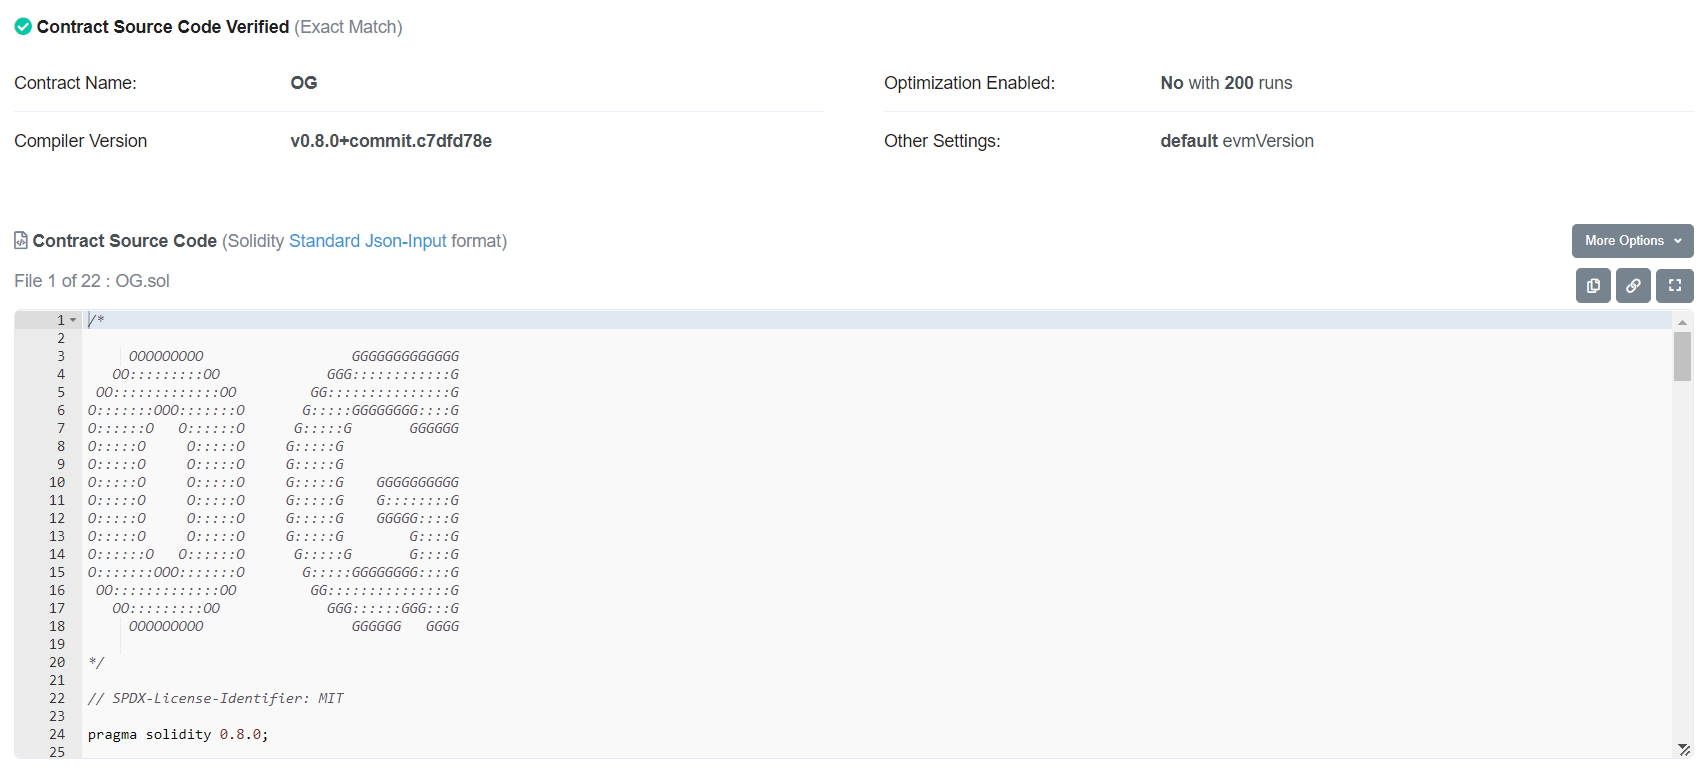 Contract Source Code Verified (Exact Match)
Contract Name: OG
Optimization Enabled: No with 200 runs
Compiler Version v0.8.0+commit.c7dfd78e
Other Settings: default evmVersion
Contract Source Code (Solidity Standard Json-Input format)
More Options
File 1 of 22 : OG.sol
1 /*
2
3      OOOOOOOOO                  GGGGGGGGGGGGG
4    OO:::::::::OO             GGG::::::::::::G
5  OO:::::::::::::OO         GG:::::::::::::::G
6 O:::::::OOO:::::::O       G:::::GGGGGGGG::::G
7 O::::::O   O::::::O      G:::::G       GGGGGG
8 O:::::O     O:::::O     G:::::G
9 O:::::O     O:::::O     G:::::G
10 O:::::O     O:::::O     G:::::G    GGGGGGGGGG
11 O:::::O     O:::::O     G:::::G    G::::::::G
12 O:::::O     O:::::O     G:::::G    GGGGG::::G
13 O:::::O     O:::::O     G:::::G        G::::G
14 O::::::O   O::::::O      G:::::G       G::::G
15 O:::::::OOO:::::::O       G:::::GGGGGGGG::::G
16  OO:::::::::::::OO         GG:::::::::::::::G
17    OO:::::::::OO             GGG::::::GGG:::G
18      OOOOOOOOO                  GGGGGG   GGGG
19
20 */
21
22 // SPDX-License-Identifier: MIT
23
24 pragma solidity 0.8.0;
25